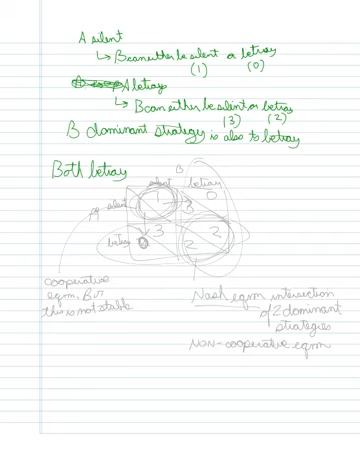 A silent
↳ B can either be silent or betray
(1) (0)
A betray
↳ B can either be silent or betray
(3) (2)
B dominant strategy is also to betray
Both betray
B
silent betray
silent 1 3 0
betray 0 3 2 2
cooperative
eqm. But
this is not stable
Nash eqm intersection
of 2 dominant
strategies
Non-cooperative eqm